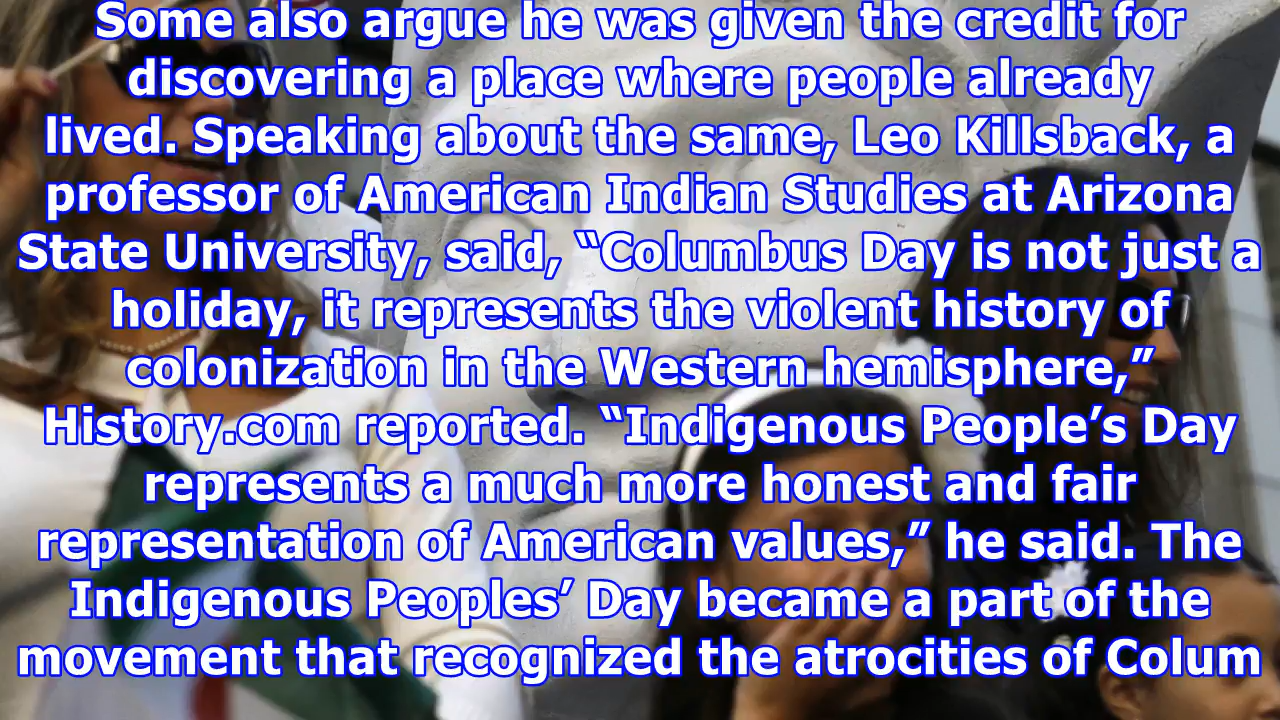 Some also argue he was given the credit for
discovering a place where people already
lived. Speaking about the same, Leo Killsback, a
professor of American Indian Studies at Arizona
State University, said, “Columbus Day is not just a
holiday, it represents the violent history of
colonization in the Western hemisphere,”
History.com reported. “Indigenous People’s Day
represents a much more honest and fair
representation of American values,” he said. The
Indigenous Peoples’ Day became a part of the
movement that recognized the atrocities of Colum